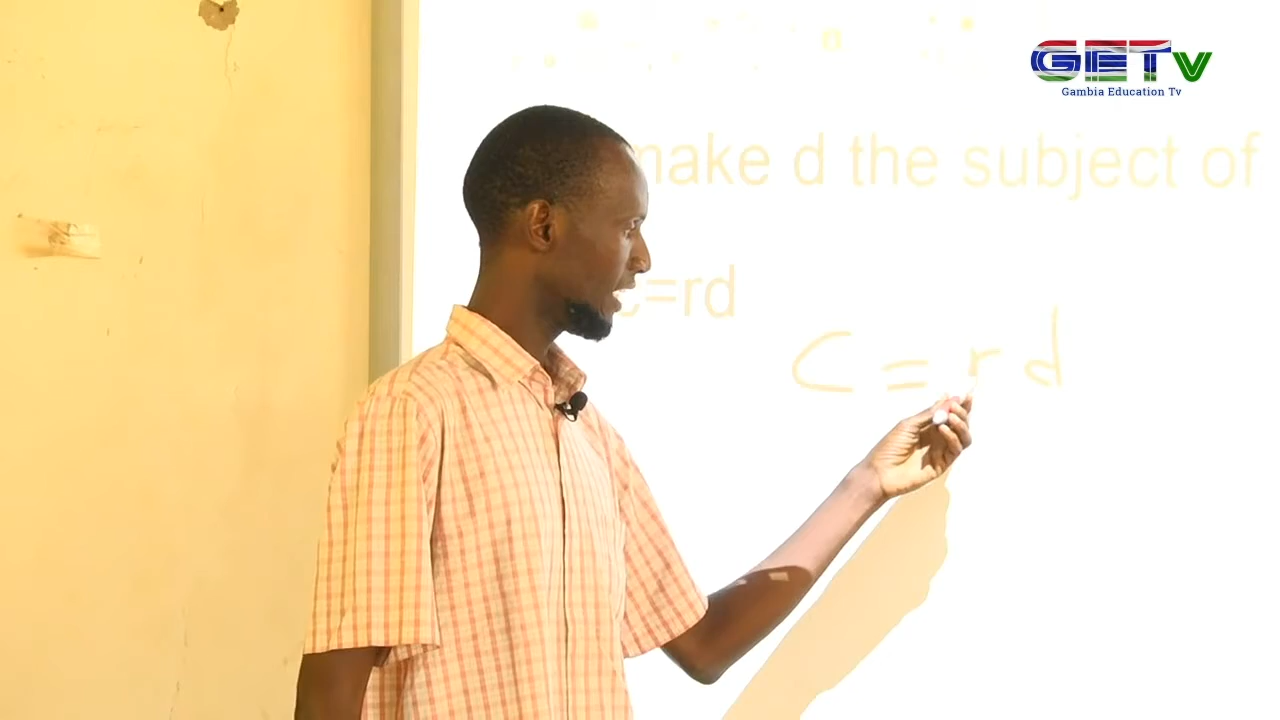 GETv
Gambia Education Tv
make d the subject of
c=rd
c = rd